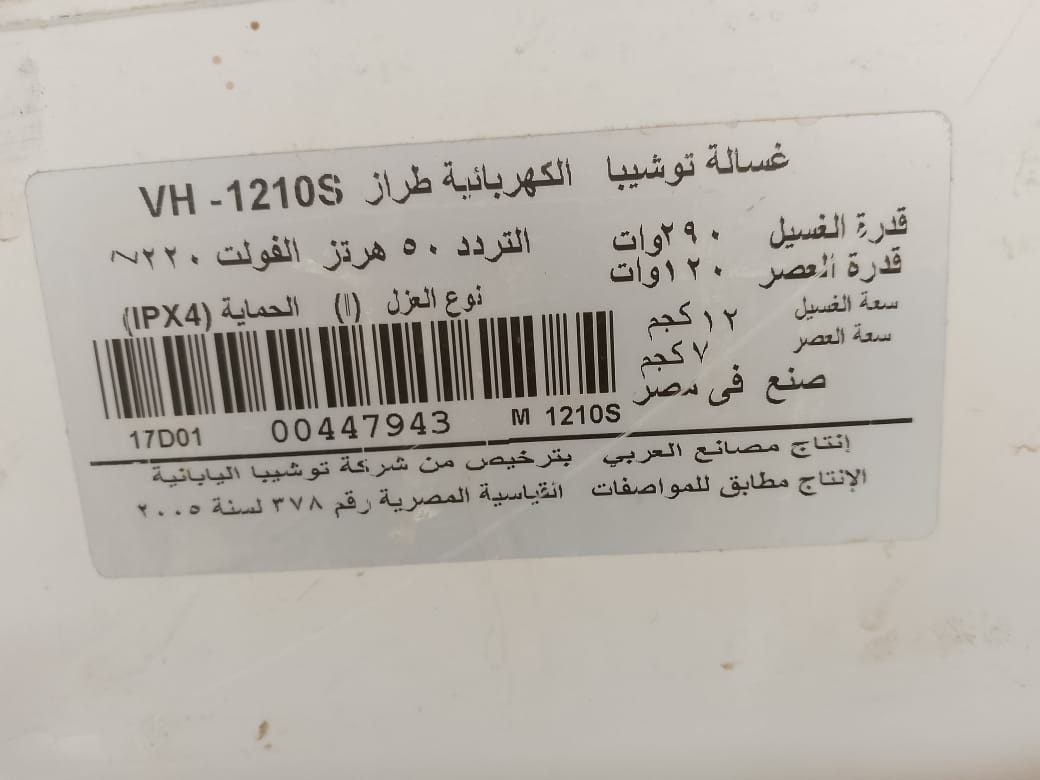 غسالة توشيبا الكهربائية طراز VH -1210S
قدرة الغسيل ٢٩٠وات التردد ٥٠ هرتز الفولت ٢٢٠~
قدرة العصر ١٢٠وات
نوع العزل (I) الحماية (IPX4)
سعة الغسيل ١٢ كجم
سعة العصر ٧ كجم
صنع فى مصر
17D01 00447943 M 1210S
إنتاج مصانع العربي بترخيص من شركة توشيبا اليابانية
الإنتاج مطابق للمواصفات القياسية المصرية رقم ٣٧٨ لسنة ٢٠٠٥